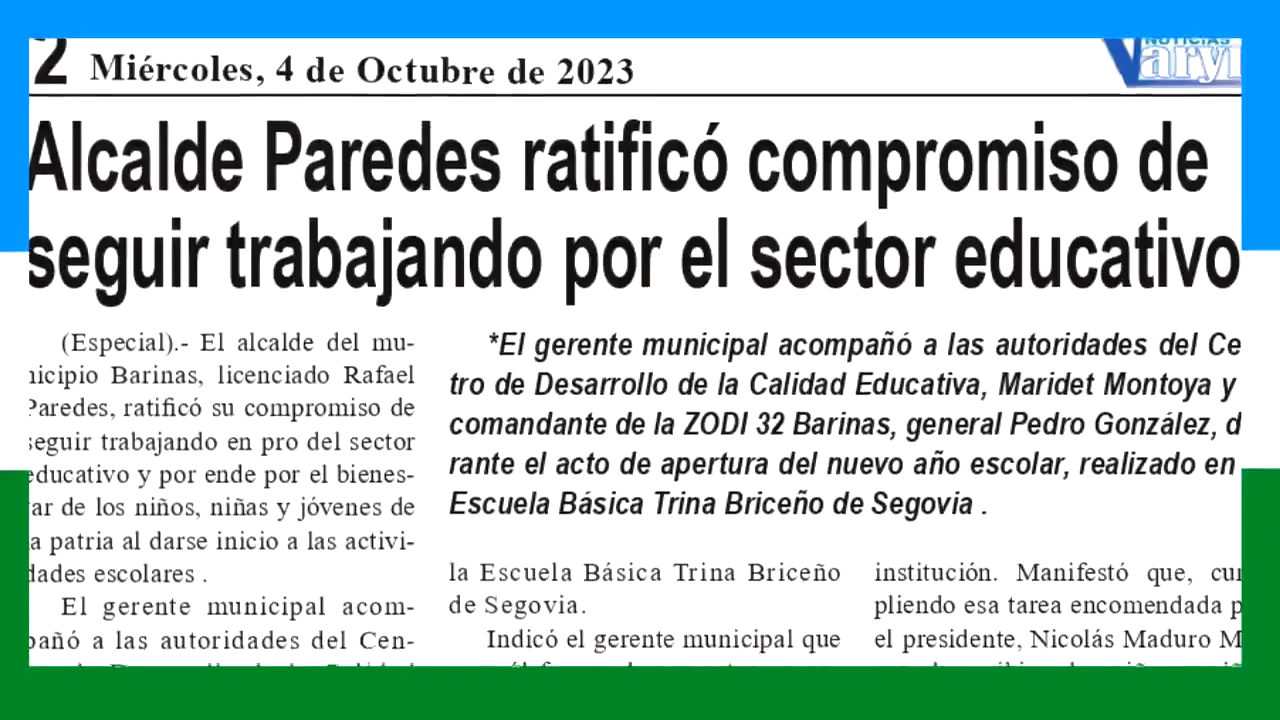 2 Miércoles, 4 de Octubre de 2023
NOTICIAS
Alcalde Paredes ratificó compromiso de
seguir trabajando por el sector educativo
(Especial).- El alcalde del mu-
nicipio Barinas, licenciado Rafael
Paredes, ratificó su compromiso de
seguir trabajando en pro del sector
educativo y por ende por el bienes-
tar de los niños, niñas y jóvenes de
la patria al darse inicio a las activi-
dades escolares .
El gerente municipal acom-
pañó a las autoridades del Cen-
*El gerente municipal acompañó a las autoridades del Ce
tro de Desarrollo de la Calidad Educativa, Maridet Montoya y
comandante de la ZODI 32 Barinas, general Pedro González, d
rante el acto de apertura del nuevo año escolar, realizado en
Escuela Básica Trina Briceño de Segovia .
la Escuela Básica Trina Briceño
de Segovia.
Indicó el gerente municipal que
institución. Manifestó que, cum
pliendo esa tarea encomendada p
el presidente, Nicolás Maduro M